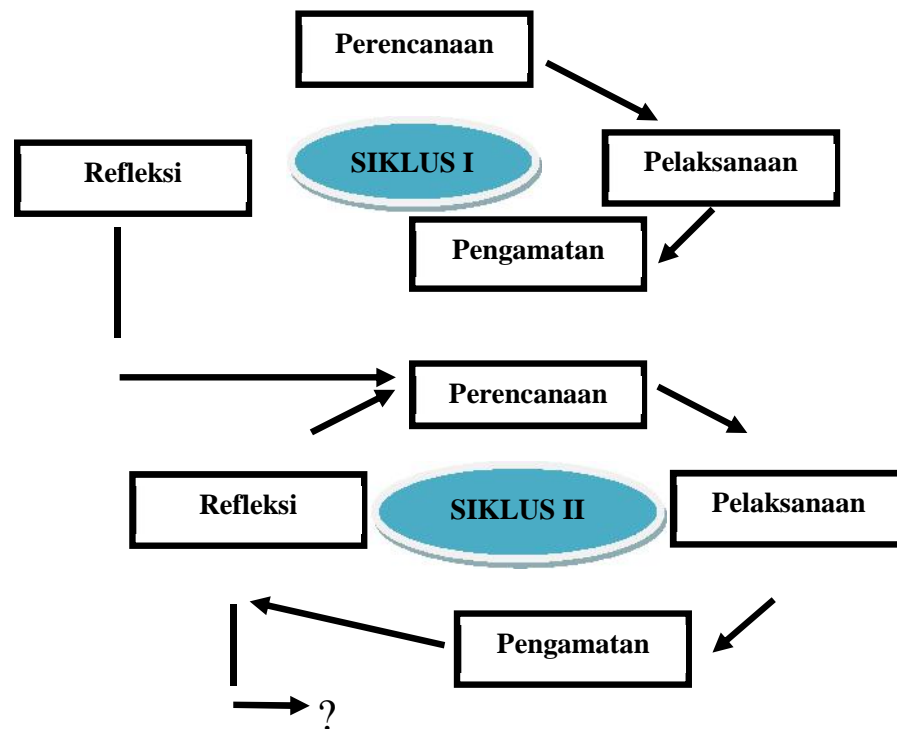 Perencanaan
Refleksi
SIKLUS I
Pelaksanaan
Pengamatan
Perencanaan
Refleksi
SIKLUS II
Pelaksanaan
Pengamatan
?